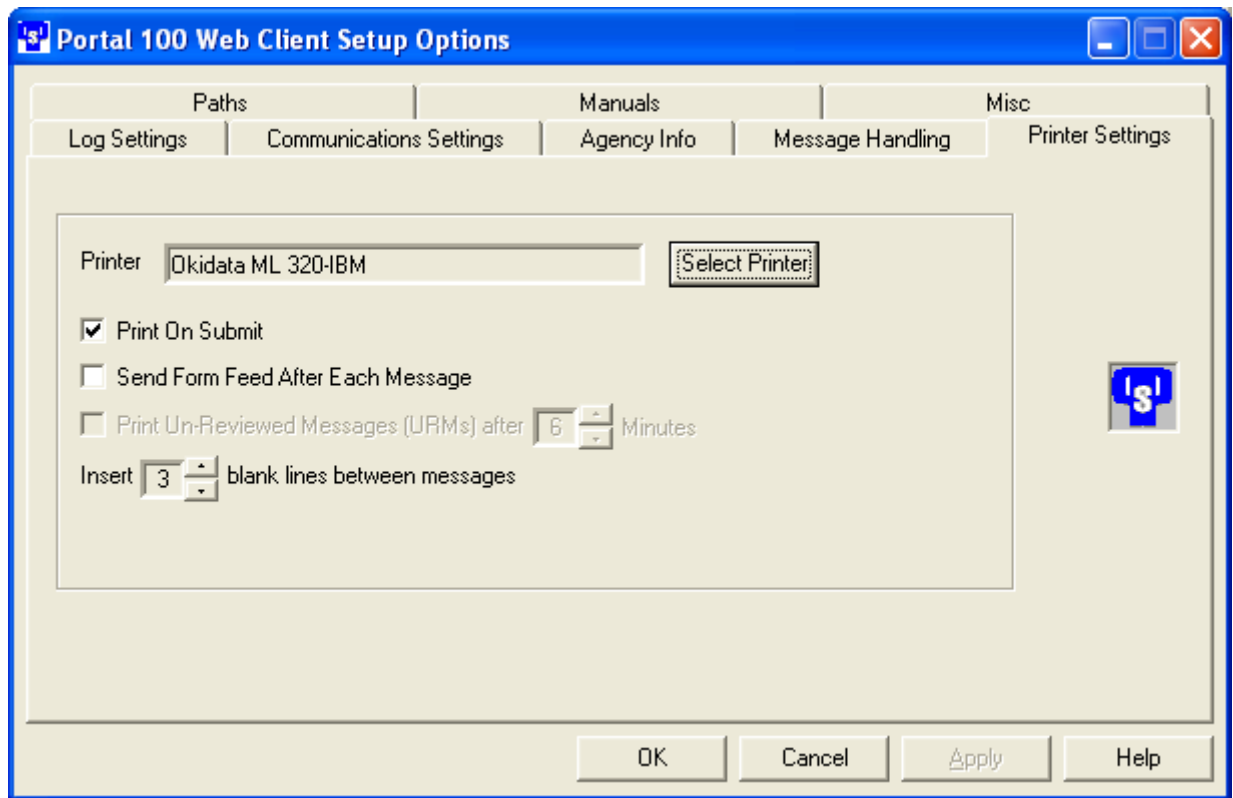 'S' Portal 100 Web Client Setup Options
Paths Manuals Misc
Log Settings Communications Settings Agency Info Message Handling Printer Settings
Printer Okidata ML 320-IBM Select Printer
Print On Submit
Send Form Feed After Each Message
Print Un-Reviewed Messages (URMs) after 6 Minutes
Insert 3 blank lines between messages
'S'
OK Cancel Apply Help